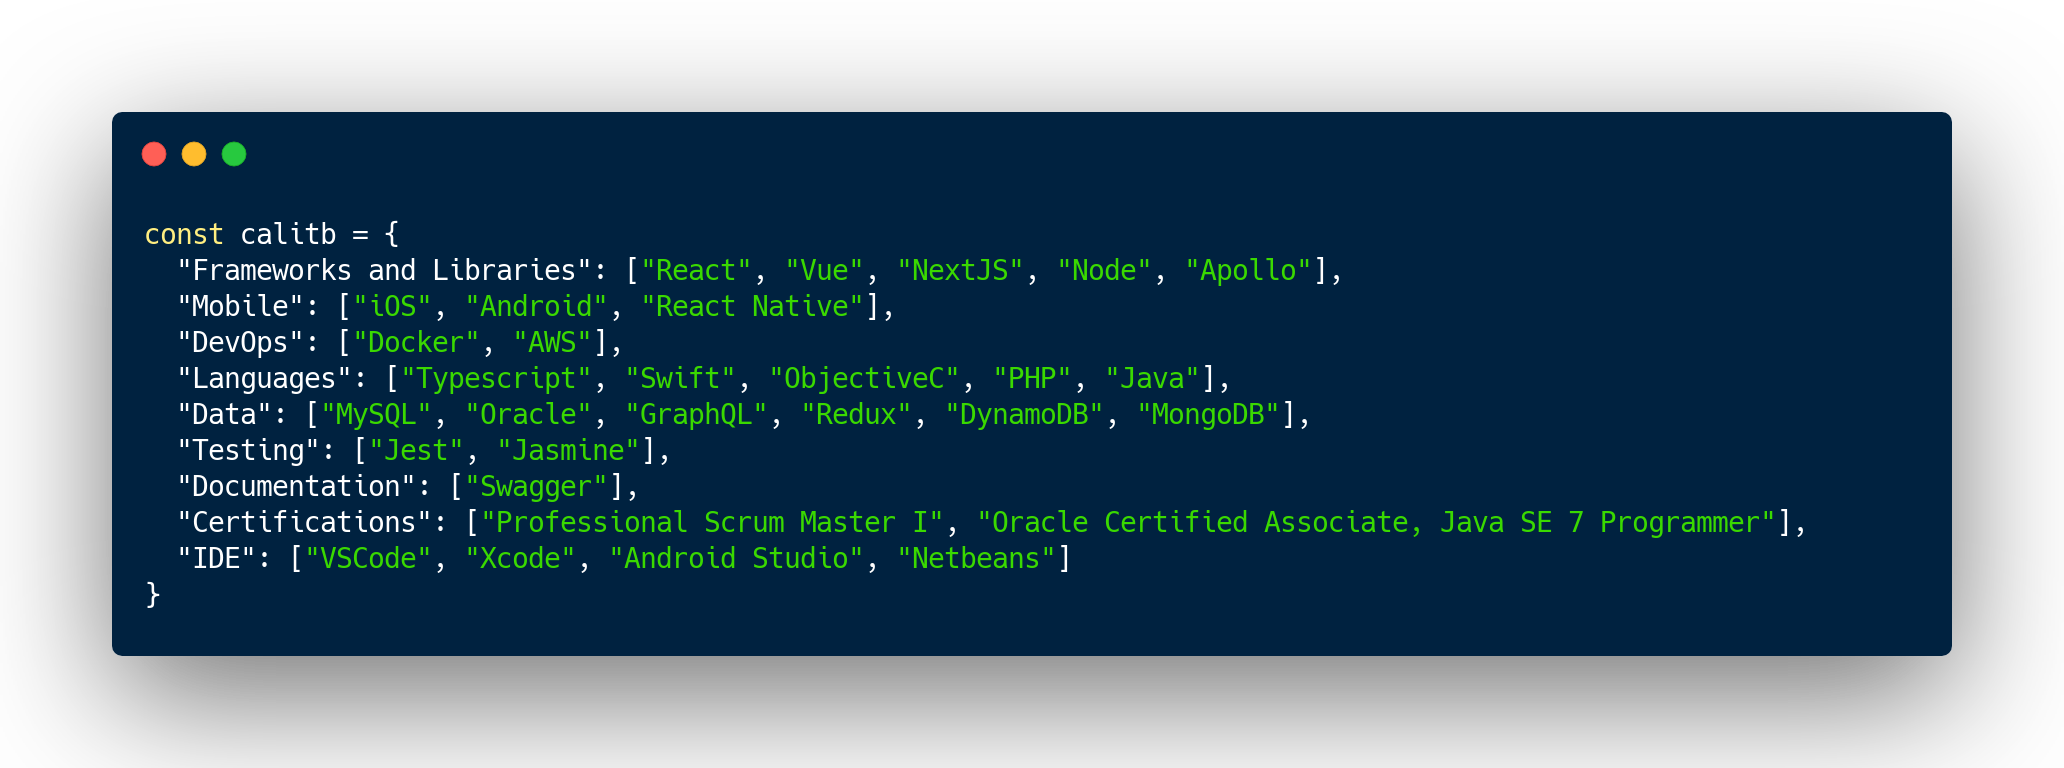 const calitb = {
  "Frameworks and Libraries": ["React", "Vue", "NextJS", "Node", "Apollo"],
  "Mobile": ["iOS", "Android", "React Native"],
  "DevOps": ["Docker", "AWS"],
  "Languages": ["Typescript", "Swift", "ObjectiveC", "PHP", "Java"],
  "Data": ["MySQL", "Oracle", "GraphQL", "Redux", "DynamoDB", "MongoDB"],
  "Testing": ["Jest", "Jasmine"],
  "Documentation": ["Swagger"],
  "Certifications": ["Professional Scrum Master I", "Oracle Certified Associate, Java SE 7 Programmer"],
  "IDE": ["VSCode", "Xcode", "Android Studio", "Netbeans"]
}